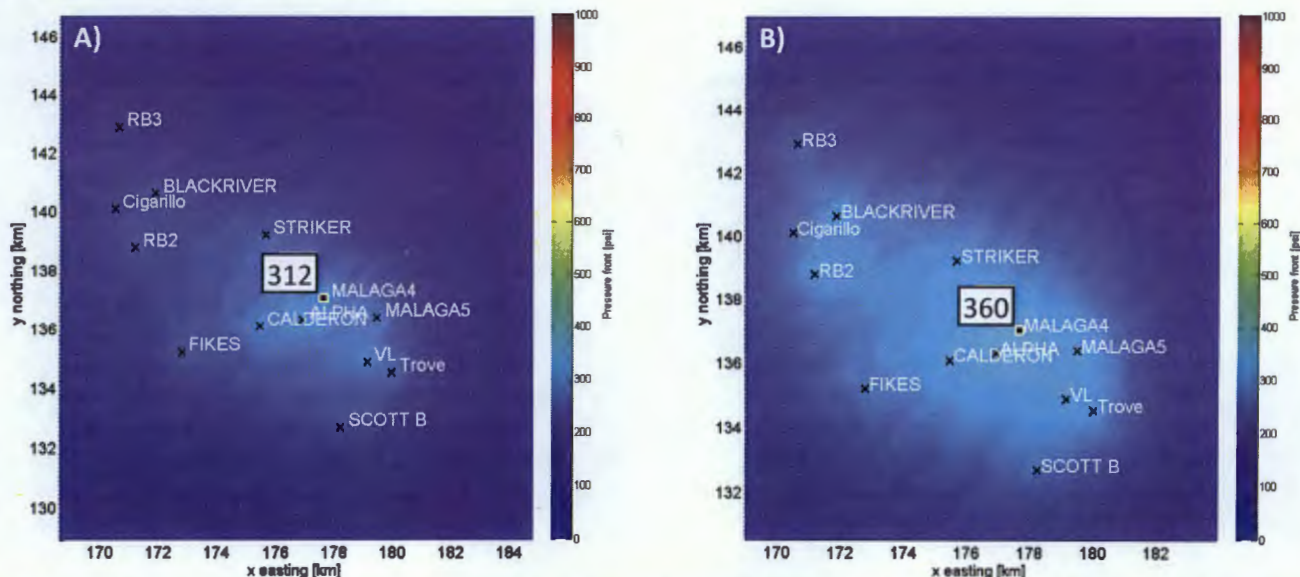 A)
146
144
142
140
138
136
134
132
130
y northing [km]
170 172 174 176 178 180 182 184
x easting [km]
RB3
BLACKRIVER
Cigarillo
RB2
STRIKER
312
MALAGA4
ALPHA
MALAGA5
CALDERON
FIKES
VL
Trove
SCOTT B
1000
900
800
700
600
500
400
300
200
100
0
Pressure front [psi]
B)
146
144
142
140
138
136
134
132
y northing [km]
170 172 174 176 178 180 182
x easting [km]
RB3
BLACKRIVER
Cigarillo
RB2
STRIKER
360
MALAGA4
ALPHA
MALAGA5
CALDERON
FIKES
VL
Trove
SCOTT B
1000
900
800
700
600
500
400
300
200
100
0
Pressure front [psi]